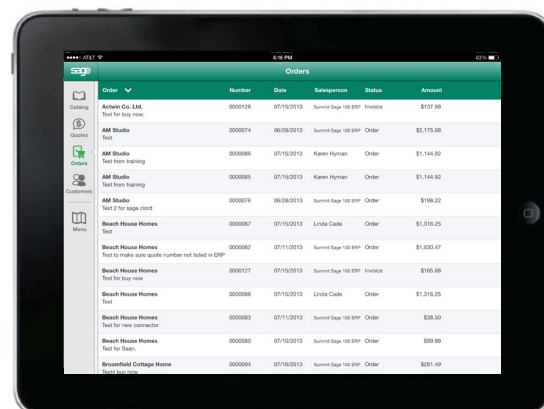 AT&T 6:16 PM 63%
sage Orders
Order Number Date Salesperson Status Amount
Catalog
Quotes
Orders
Customers
Menu
Actwin Co. Ltd. 0000128 07/15/2013 Summit Sage 100 ERP Invoice $137.98
Test for buy now.
AM Studio 0000074 06/28/2013 Summit Sage 100 ERP Order $2,175.08
Test
AM Studio 0000086 07/15/2013 Karen Hyman Order $1,144.92
Test from training
AM Studio 0000085 07/15/2013 Karen Hyman Order $1,144.92
Test from training
AM Studio 0000076 06/28/2013 Summit Sage 100 ERP Order $198.22
Test 2 for sage clord
Beach House Homes 0000087 07/15/2013 Linda Cade Order $1,316.25
Test
Beach House Homes 0000082 07/11/2013 Summit Sage 100 ERP Order $1,030.47
Test to make sure quote number not listed in ERP
Beach House Homes 0000127 07/15/2013 Summit Sage 100 ERP Invoice $165.68
Test for buy now
Beach House Homes 0000088 07/15/2013 Linda Cade Order $1,316.25
Test
Beach House Homes 0000083 07/11/2013 Summit Sage 100 ERP Order $38.50
Test for new connector
Beach House Homes 0000080 07/10/2013 Summit Sage 100 ERP Order $99.89
Test for Sean.
Broomfield Cottage Home 0000094 07/16/2013 Summit Sage 100 ERP Order $261.49
Test4 buy now